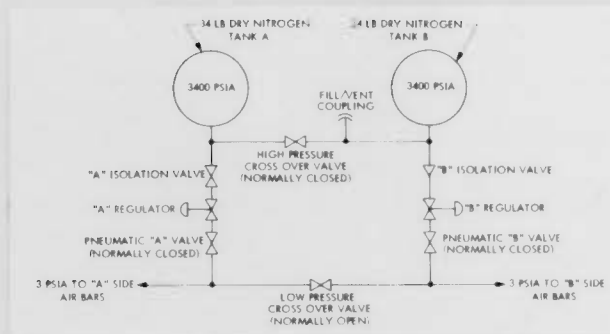 34 LB DRY NITROGEN
TANK A
34 LB DRY NITROGEN
TANK B
3400 PSIA
3400 PSIA
FILL/VENT
COUPLING
HIGH PRESSURE
CROSS OVER VALVE
(NORMALLY CLOSED)
"A" ISOLATION VALVE
"B" ISOLATION VALVE
"A" REGULATOR
"B" REGULATOR
PNEUMATIC "A" VALVE
(NORMALLY CLOSED)
PNEUMATIC "B" VALVE
(NORMALLY CLOSED)
3 PSIA TO "A" SIDE
AIR BARS
LOW PRESSURE
CROSS OVER VALVE
(NORMALLY OPEN)
3 PSIA TO "B" SIDE
AIR BARS